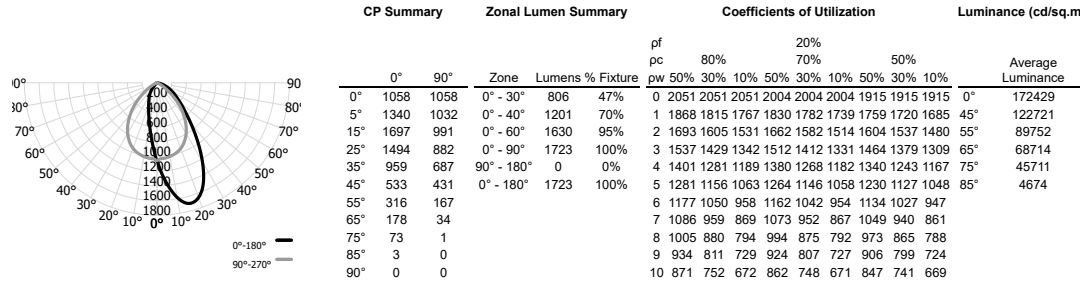 CP Summary Zonal Lumen Summary Coefficients of Utilization Luminance (cd/sq.m
ρf 20%
ρc 80% 70% 50% Average
0° 90° Zone Lumens % Fixture ρw 50% 30% 10% 50% 30% 10% 50% 30% 10% Luminance
0° 1058 1058 0° - 30° 806 47% 0 2051 2051 2051 2004 2004 2004 1915 1915 1915 0° 172429
5° 1340 1032 0° - 40° 1201 70% 1 1868 1815 1767 1830 1782 1739 1759 1720 1685 45° 122721
15° 1697 991 0° - 60° 1630 95% 2 1693 1605 1531 1662 1582 1514 1604 1537 1480 55° 89752
25° 1494 882 0° - 90° 1723 100% 3 1537 1429 1342 1512 1412 1331 1464 1379 1309 65° 68714
35° 959 687 90° - 180° 0 0% 4 1401 1281 1189 1380 1268 1182 1340 1243 1167 75° 45711
45° 533 431 0° - 180° 1723 100% 5 1281 1156 1063 1264 1146 1058 1230 1127 1048 85° 4674
55° 316 167 6 1177 1050 958 1162 1042 954 1134 1027 947
65° 178 34 7 1086 959 869 1073 952 867 1049 940 861
75° 73 1 8 1005 880 794 994 875 792 973 865 788
85° 3 0 9 934 811 729 924 807 727 906 799 724
90° 0 0 10 871 752 672 862 748 671 847 741 669
0° 90
200
80° 80°
400
70° 600 70°
800
60° 1000 60°
1200
50° 1400 50°
40° 1600 40°
30° 1800 30°
20° 10° 0° 10° 20°
0°-180°
90°-270°